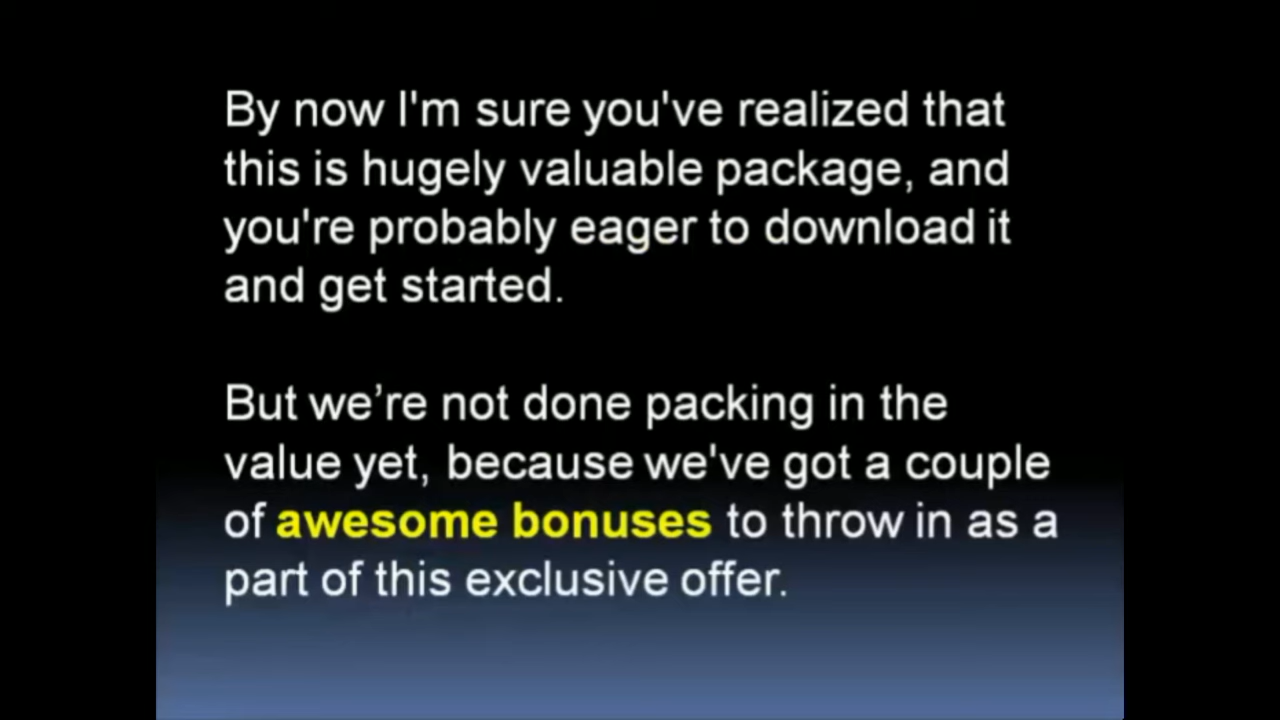 By now I'm sure you've realized that
this is hugely valuable package, and
you're probably eager to download it
and get started.
But we’re not done packing in the
value yet, because we've got a couple
of awesome bonuses to throw in as a
part of this exclusive offer.